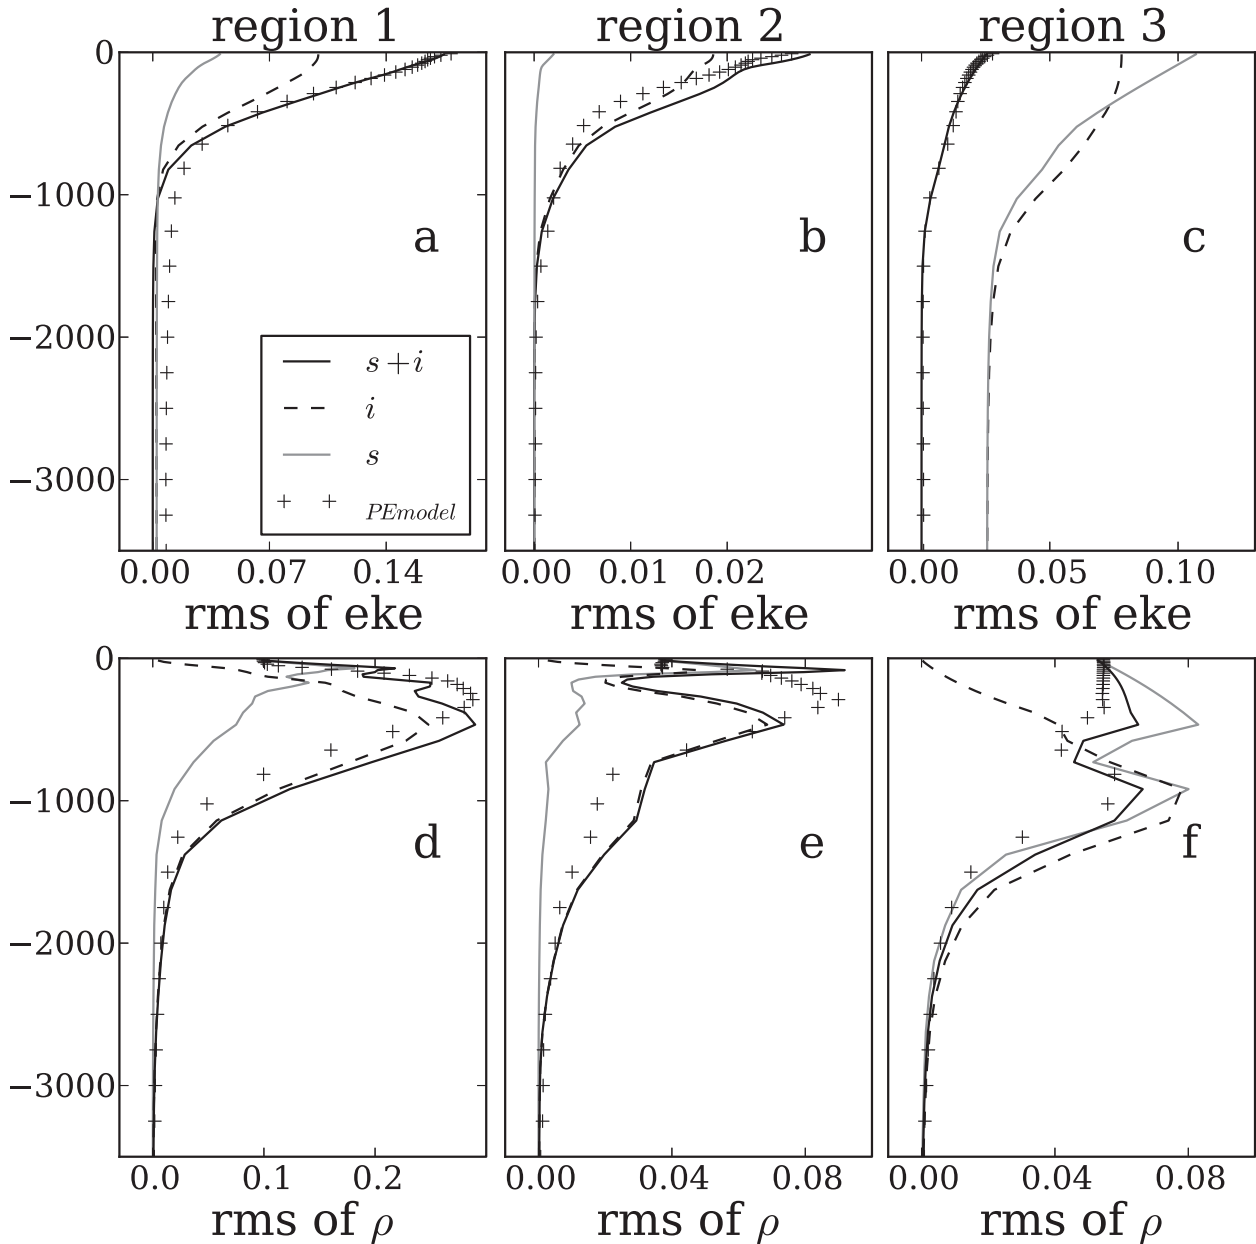 region 1 region 2 region 3
0
−1000
−2000
−3000
a b c
s+i
i
s
PEmodel
0.00 0.07 0.14 0.00 0.01 0.02 0.00 0.05 0.10
rms of eke rms of eke rms of eke
0
−1000
−2000
−3000
d e f
0.0 0.1 0.2 0.00 0.04 0.08 0.00 0.04 0.08
rms of ρ rms of ρ rms of ρ